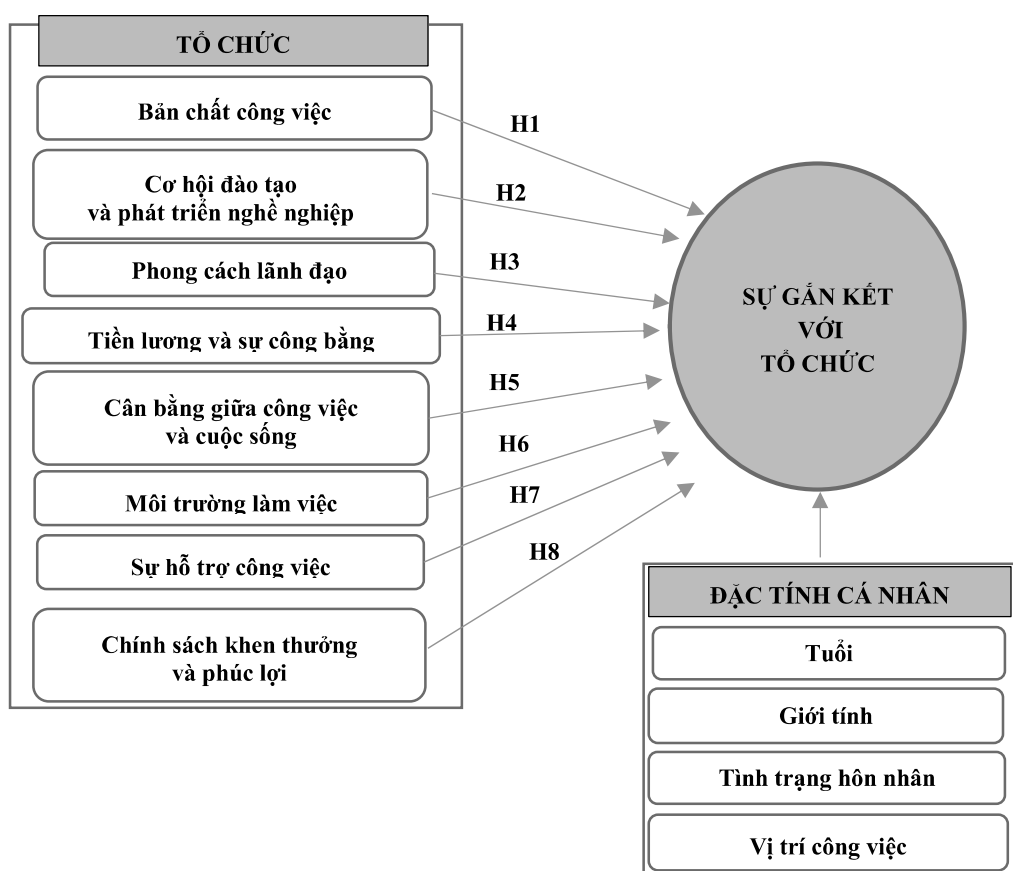 TỔ CHỨC
Bản chất công việc
Cơ hội đào tạo
và phát triển nghề nghiệp
Phong cách lãnh đạo
Tiền lương và sự công bằng
Cân bằng giữa công việc
và cuộc sống
Môi trường làm việc
Sự hỗ trợ công việc
Chính sách khen thưởng
và phúc lợi
H1
H2
H3
H4
H5
H6
H7
H8
SỰ GẮN KẾT
VỚI
TỔ CHỨC
ĐẶC TÍNH CÁ NHÂN
Tuổi
Giới tính
Tình trạng hôn nhân
Vị trí công việc